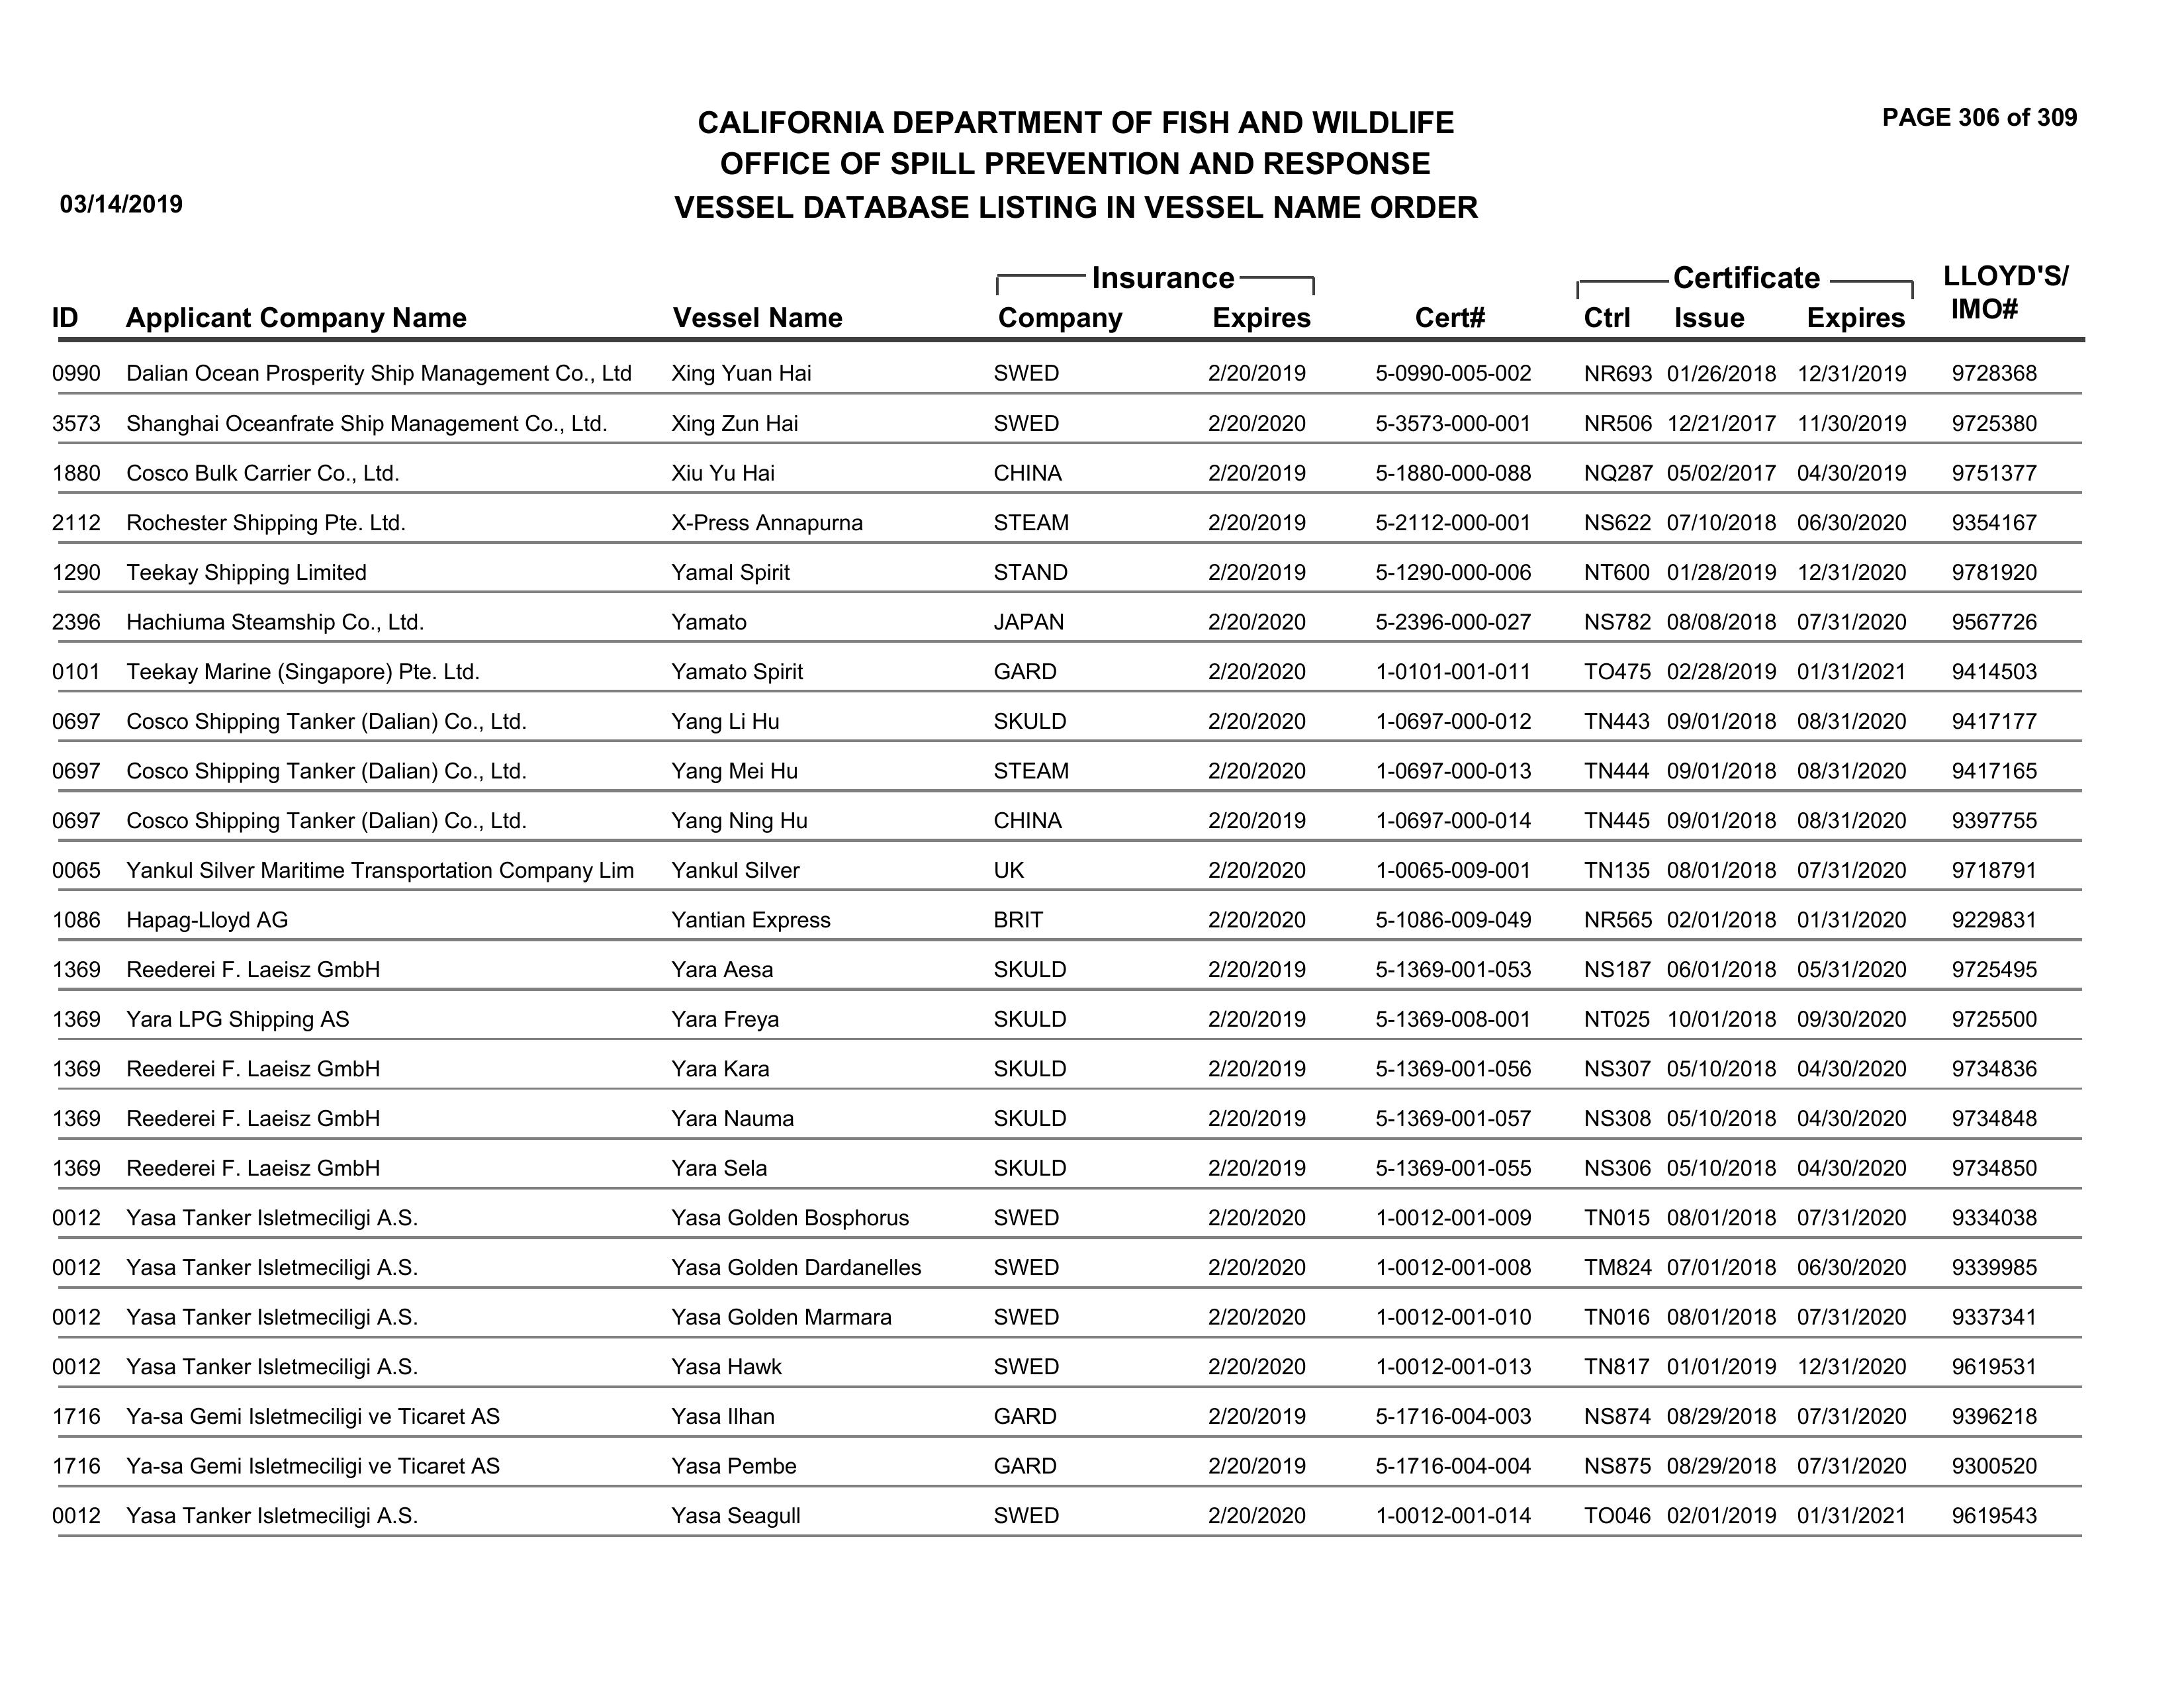 PAGE 306 of 309
CALIFORNIA DEPARTMENT OF FISH AND WILDLIFE
OFFICE OF SPILL PREVENTION AND RESPONSE
03/14/2019 VESSEL DATABASE LISTING IN VESSEL NAME ORDER
Insurance Certificate LLOYD'S/
ID Applicant Company Name Vessel Name Company Expires Cert# Ctrl Issue Expires IMO#
0990 Dalian Ocean Prosperity Ship Management Co., Ltd Xing Yuan Hai SWED 2/20/2019 5-0990-005-002 NR693 01/26/2018 12/31/2019 9728368
3573 Shanghai Oceanfrate Ship Management Co., Ltd. Xing Zun Hai SWED 2/20/2020 5-3573-000-001 NR506 12/21/2017 11/30/2019 9725380
1880 Cosco Bulk Carrier Co., Ltd. Xiu Yu Hai CHINA 2/20/2019 5-1880-000-088 NQ287 05/02/2017 04/30/2019 9751377
2112 Rochester Shipping Pte. Ltd. X-Press Annapurna STEAM 2/20/2019 5-2112-000-001 NS622 07/10/2018 06/30/2020 9354167
1290 Teekay Shipping Limited Yamal Spirit STAND 2/20/2019 5-1290-000-006 NT600 01/28/2019 12/31/2020 9781920
2396 Hachiuma Steamship Co., Ltd. Yamato JAPAN 2/20/2020 5-2396-000-027 NS782 08/08/2018 07/31/2020 9567726
0101 Teekay Marine (Singapore) Pte. Ltd. Yamato Spirit GARD 2/20/2020 1-0101-001-011 TO475 02/28/2019 01/31/2021 9414503
0697 Cosco Shipping Tanker (Dalian) Co., Ltd. Yang Li Hu SKULD 2/20/2020 1-0697-000-012 TN443 09/01/2018 08/31/2020 9417177
0697 Cosco Shipping Tanker (Dalian) Co., Ltd. Yang Mei Hu STEAM 2/20/2020 1-0697-000-013 TN444 09/01/2018 08/31/2020 9417165
0697 Cosco Shipping Tanker (Dalian) Co., Ltd. Yang Ning Hu CHINA 2/20/2019 1-0697-000-014 TN445 09/01/2018 08/31/2020 9397755
0065 Yankul Silver Maritime Transportation Company Lim Yankul Silver UK 2/20/2020 1-0065-009-001 TN135 08/01/2018 07/31/2020 9718791
1086 Hapag-Lloyd AG Yantian Express BRIT 2/20/2020 5-1086-009-049 NR565 02/01/2018 01/31/2020 9229831
1369 Reederei F. Laeisz GmbH Yara Aesa SKULD 2/20/2019 5-1369-001-053 NS187 06/01/2018 05/31/2020 9725495
1369 Yara LPG Shipping AS Yara Freya SKULD 2/20/2019 5-1369-008-001 NT025 10/01/2018 09/30/2020 9725500
1369 Reederei F. Laeisz GmbH Yara Kara SKULD 2/20/2019 5-1369-001-056 NS307 05/10/2018 04/30/2020 9734836
1369 Reederei F. Laeisz GmbH Yara Nauma SKULD 2/20/2019 5-1369-001-057 NS308 05/10/2018 04/30/2020 9734848
1369 Reederei F. Laeisz GmbH Yara Sela SKULD 2/20/2019 5-1369-001-055 NS306 05/10/2018 04/30/2020 9734850
0012 Yasa Tanker Isletmeciligi A.S. Yasa Golden Bosphorus SWED 2/20/2020 1-0012-001-009 TN015 08/01/2018 07/31/2020 9334038
0012 Yasa Tanker Isletmeciligi A.S. Yasa Golden Dardanelles SWED 2/20/2020 1-0012-001-008 TM824 07/01/2018 06/30/2020 9339985
0012 Yasa Tanker Isletmeciligi A.S. Yasa Golden Marmara SWED 2/20/2020 1-0012-001-010 TN016 08/01/2018 07/31/2020 9337341
0012 Yasa Tanker Isletmeciligi A.S. Yasa Hawk SWED 2/20/2020 1-0012-001-013 TN817 01/01/2019 12/31/2020 9619531
1716 Ya-sa Gemi Isletmeciligi ve Ticaret AS Yasa Ilhan GARD 2/20/2019 5-1716-004-003 NS874 08/29/2018 07/31/2020 9396218
1716 Ya-sa Gemi Isletmeciligi ve Ticaret AS Yasa Pembe GARD 2/20/2019 5-1716-004-004 NS875 08/29/2018 07/31/2020 9300520
0012 Yasa Tanker Isletmeciligi A.S. Yasa Seagull SWED 2/20/2020 1-0012-001-014 TO046 02/01/2019 01/31/2021 9619543